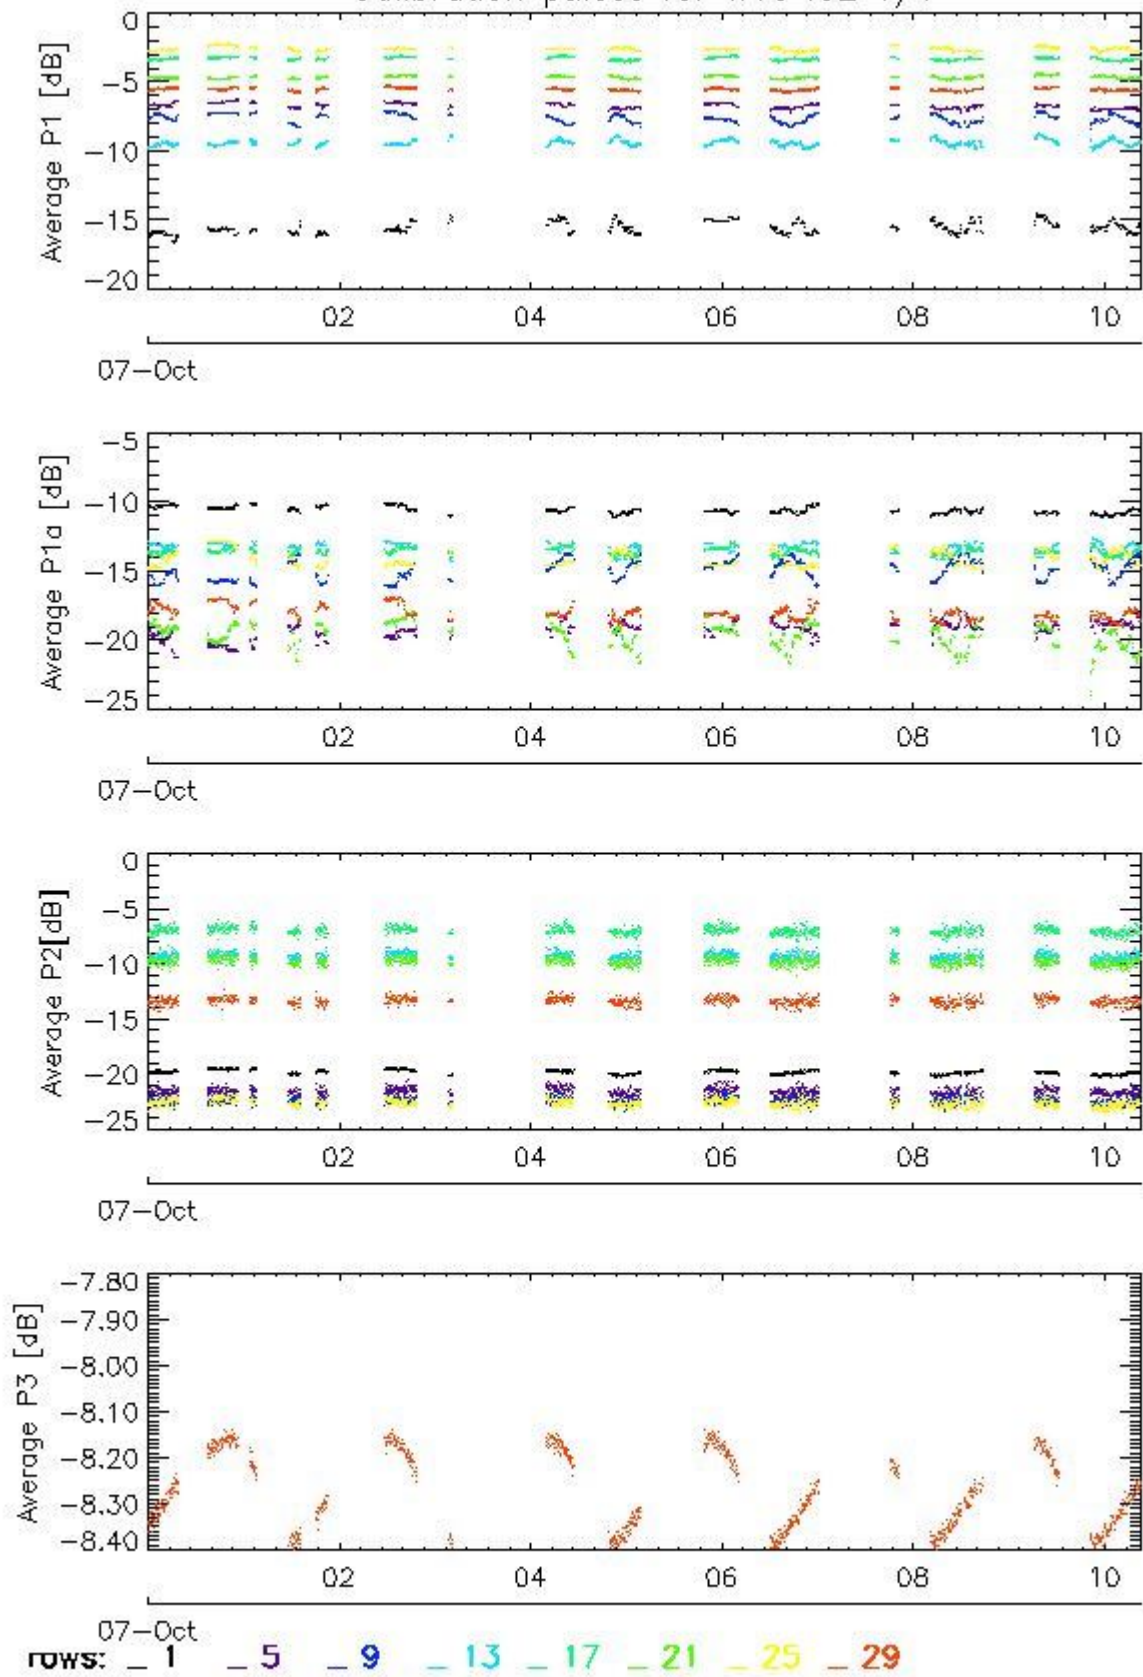 0
−5
−10
−15
−20
Average P1 [dB]
02 04 06 08 10
07−Oct
−5
−10
−15
−20
−25
Average P1a [dB]
02 04 06 08 10
07−Oct
0
−5
−10
−15
−20
−25
Average P2[dB]
02 04 06 08 10
07−Oct
−7.80
−7.90
−8.00
−8.10
−8.20
−8.30
−8.40
Average P3 [dB]
02 04 06 08 10
07−Oct
rows: _ 1 _ 5 _ 9 _ 13 _ 17 _ 21 _ 25 _ 29